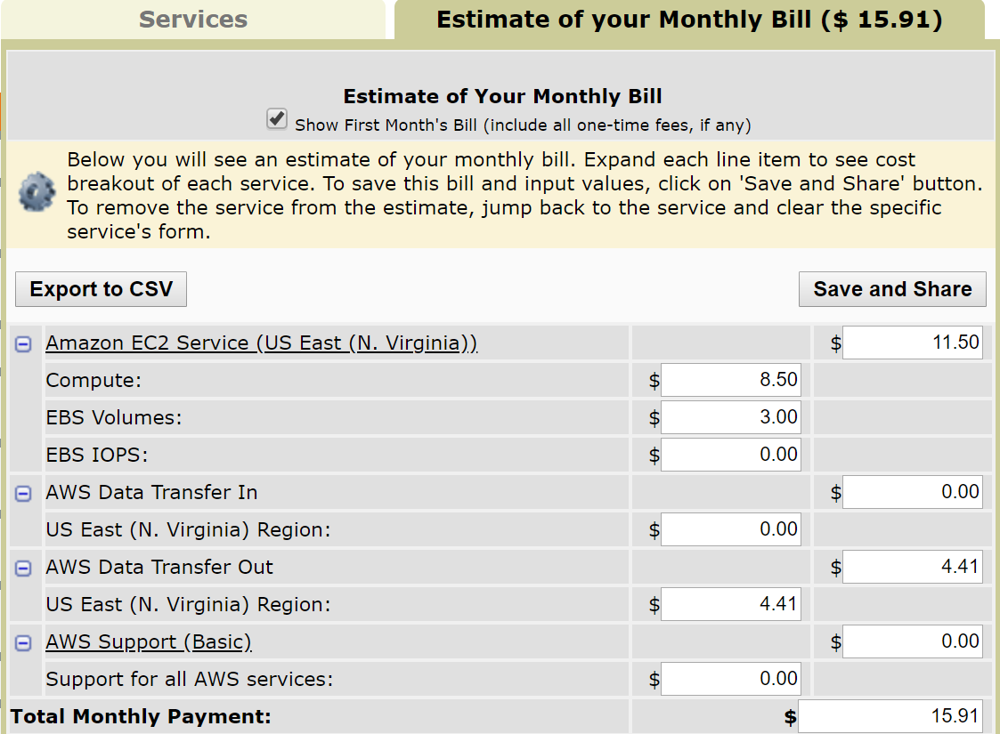 Services
Estimate of your Monthly Bill ($ 15.91)
Estimate of Your Monthly Bill
Show First Month's Bill (include all one-time fees, if any)
Below you will see an estimate of your monthly bill. Expand each line item to see cost
breakout of each service. To save this bill and input values, click on 'Save and Share' button.
To remove the service from the estimate, jump back to the service and clear the specific
service's form.
Export to CSV
Save and Share
Amazon EC2 Service (US East (N. Virginia)) $ 11.50
Compute: $ 8.50
EBS Volumes: $ 3.00
EBS IOPS: $ 0.00
AWS Data Transfer In $ 0.00
US East (N. Virginia) Region: $ 0.00
AWS Data Transfer Out $ 4.41
US East (N. Virginia) Region: $ 4.41
AWS Support (Basic) $ 0.00
Support for all AWS services: $ 0.00
Total Monthly Payment: $ 15.91